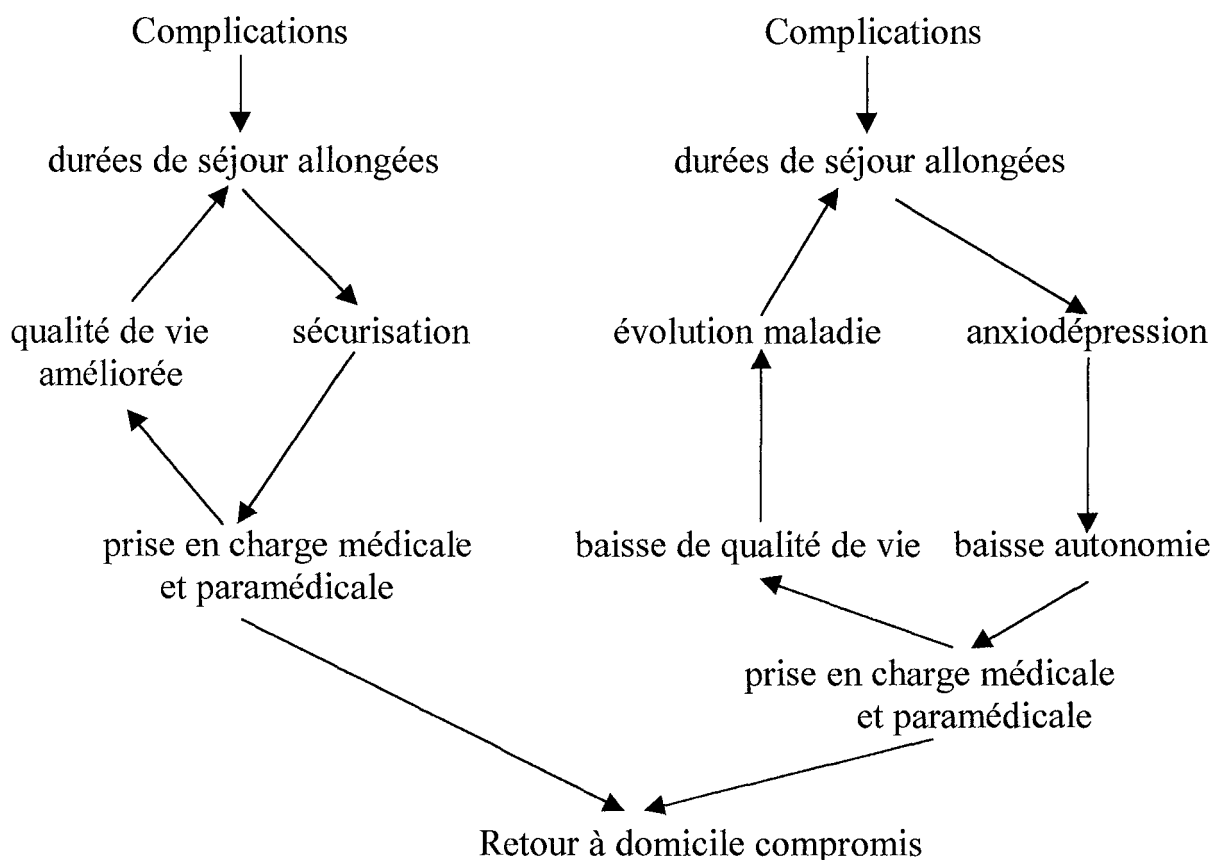 Complications
Complications
durées de séjour allongées
durées de séjour allongées
qualité de vie
améliorée
sécurisation
évolution maladie
anxiodépression
prise en charge médicale
et paramédicale
baisse de qualité de vie
baisse autonomie
prise en charge médicale
et paramédicale
Retour à domicile compromis